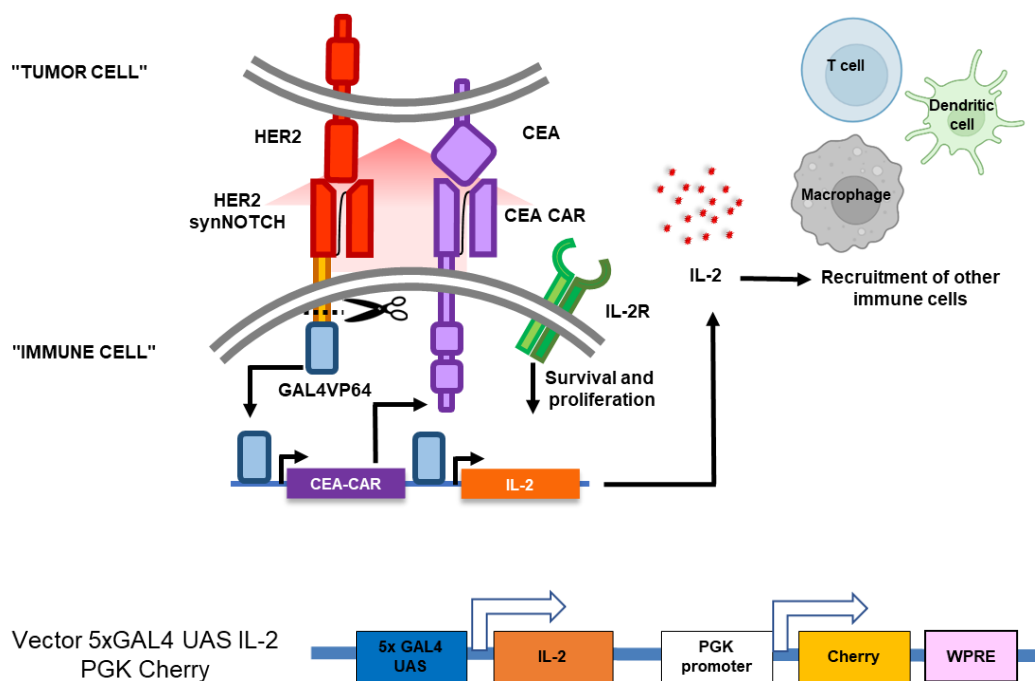 "TUMOR CELL"
HER2
CEA
HER2
synNOTCH
CEA CAR
IL-2R
"IMMUNE CELL"
GAL4VP64
Survival and
proliferation
CEA-CAR
IL-2
IL-2
Recruitment of other
immune cells
T cell
Dendritic
cell
Macrophage
Vector 5xGAL4 UAS IL-2
PGK Cherry
5x GAL4
UAS
IL-2
PGK
promoter
Cherry
WPRE